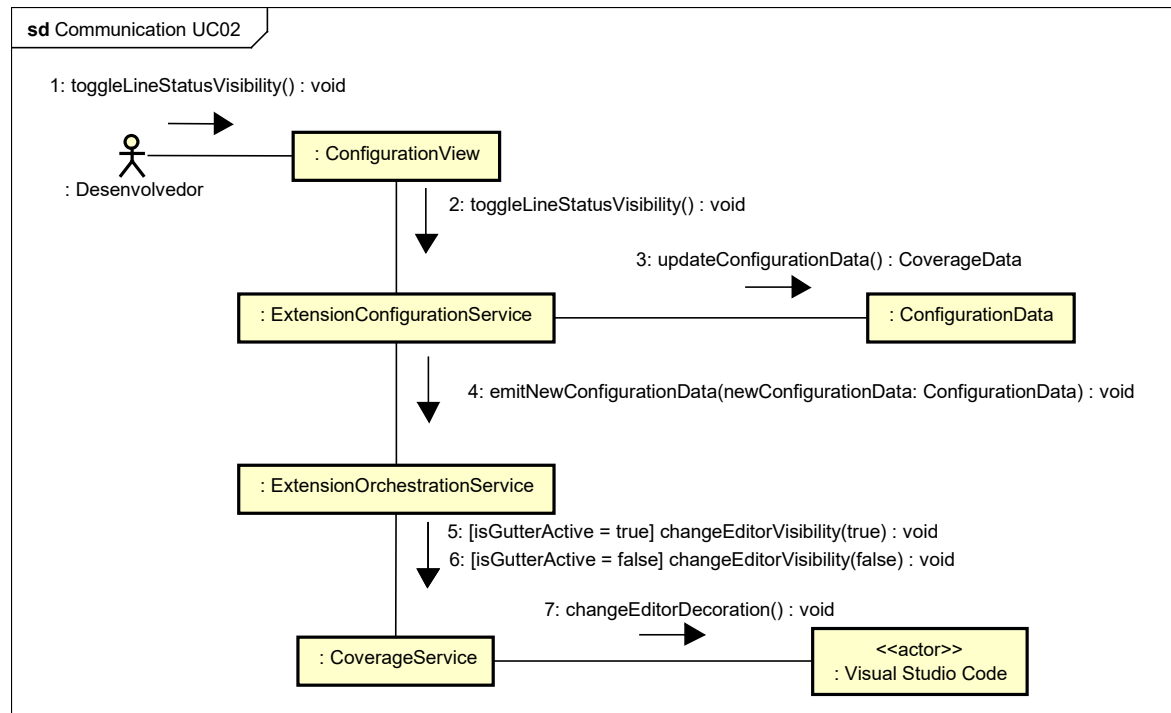 sd Communication UC02
1: toggleLineStatusVisibility() : void
: ConfigurationView
: Desenvolvedor
2: toggleLineStatusVisibility() : void
3: updateConfigurationData() : CoverageData
: ExtensionConfigurationService
: ConfigurationData
4: emitNewConfigurationData(newConfigurationData: ConfigurationData) : void
: ExtensionOrchestrationService
5: [isGutterActive = true] changeEditorVisibility(true) : void
6: [isGutterActive = false] changeEditorVisibility(false) : void
7: changeEditorDecoration() : void
: CoverageService
<<actor>>
: Visual Studio Code